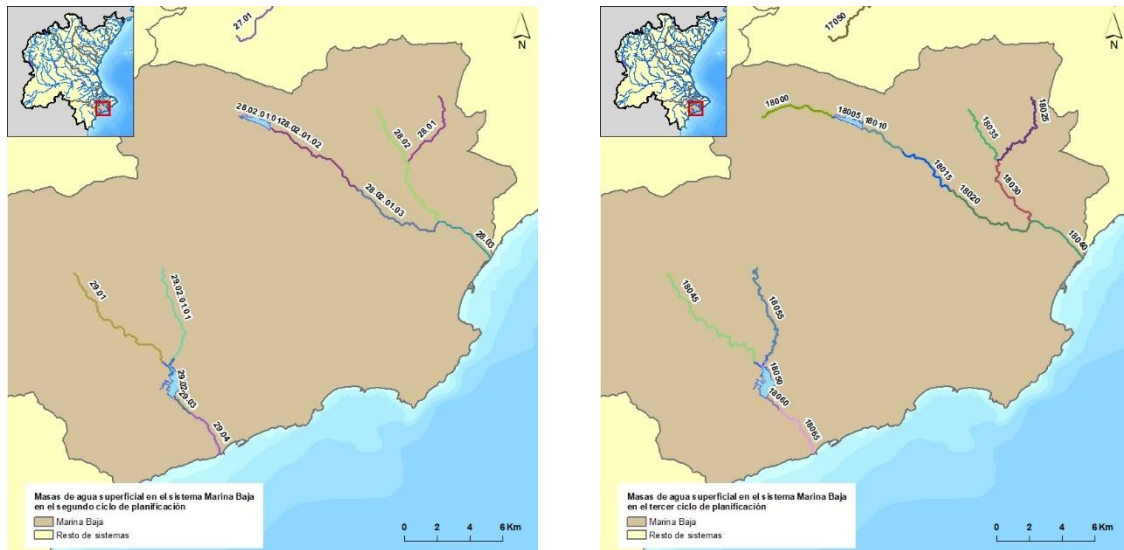 27.01
N
28.02.01.01
28.02.01.02
28.02
28.01
28.02.01.03
28.03
29.01
29.02.01.01
29.02
29.03
29.04
Masas de agua superficial en el sistema Marina Baja
en el segundo ciclo de planificación
Marina Baja
Resto de sistemas
0 2 4 6 Km
17050
N
18000
18005
18010
18035
18025
18015
18020
18030
18040
18045
18055
18050
18060
18065
Masas de agua superficial en el sistema Marina Baja
en el tercer ciclo de planificación
Marina Baja
Resto de sistemas
0 2 4 6 Km